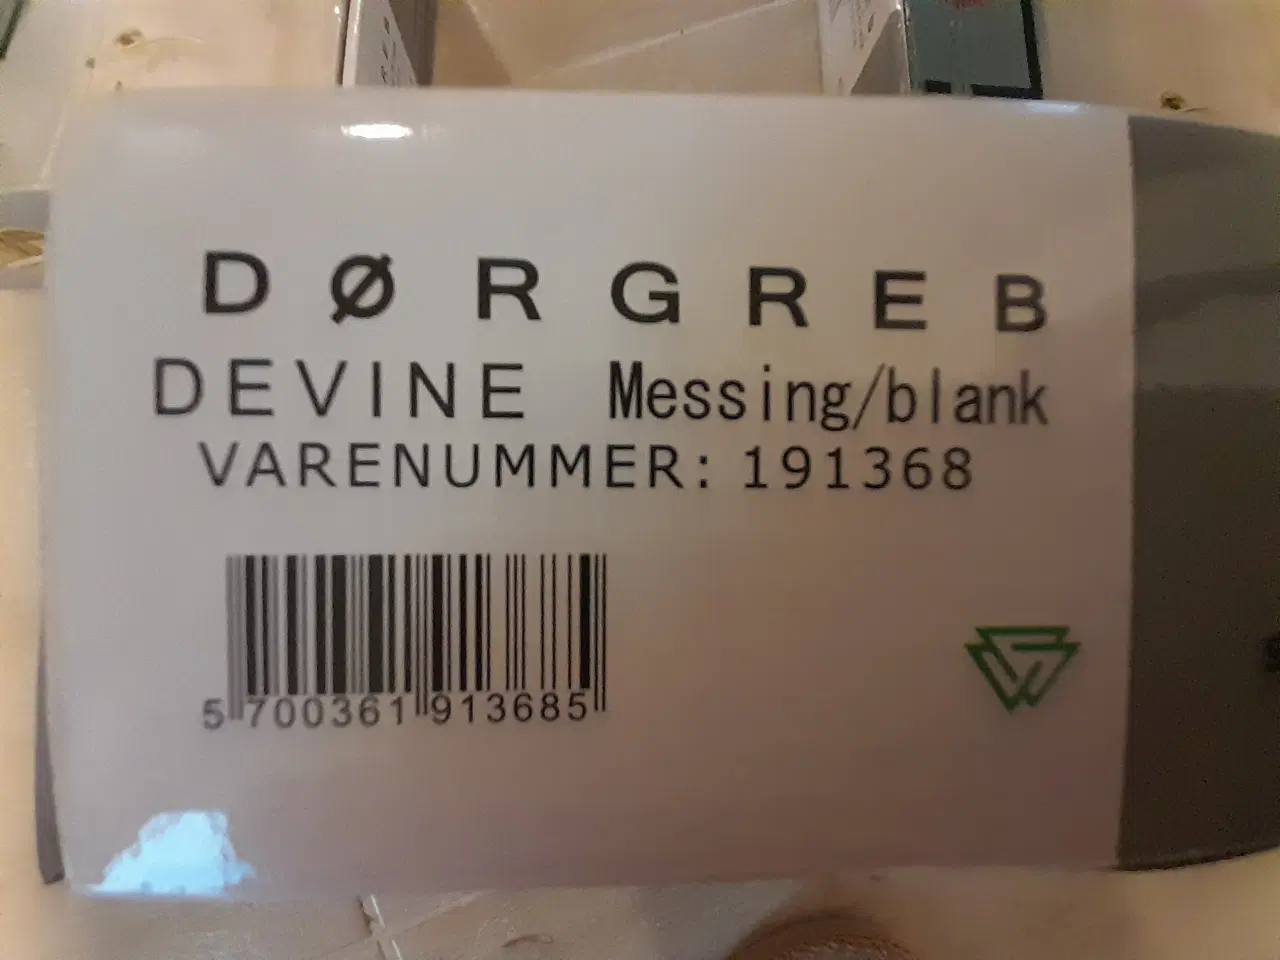 DØRGREB
DEVINE Messing/blank
VARENUMMER: 191368
5 700361 913685